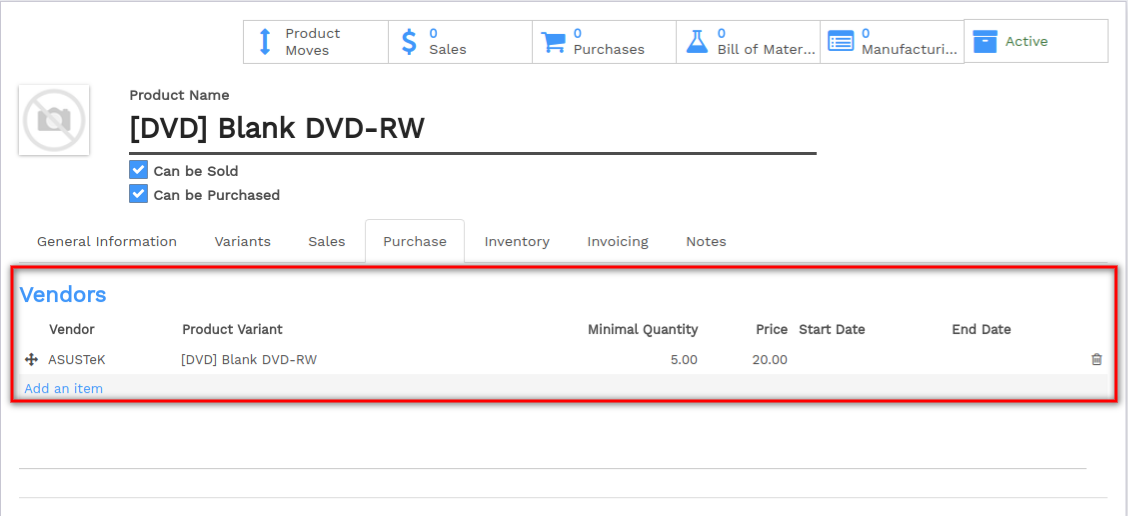 Product Moves
0 Sales
0 Purchases
0 Bill of Mater...
0 Manufacturi...
Active
Product Name
[DVD] Blank DVD-RW
Can be Sold
Can be Purchased
General Information Variants Sales Purchase Inventory Invoicing Notes
Vendors
Vendor Product Variant Minimal Quantity Price Start Date End Date
ASUSTeK [DVD] Blank DVD-RW 5.00 20.00
Add an item